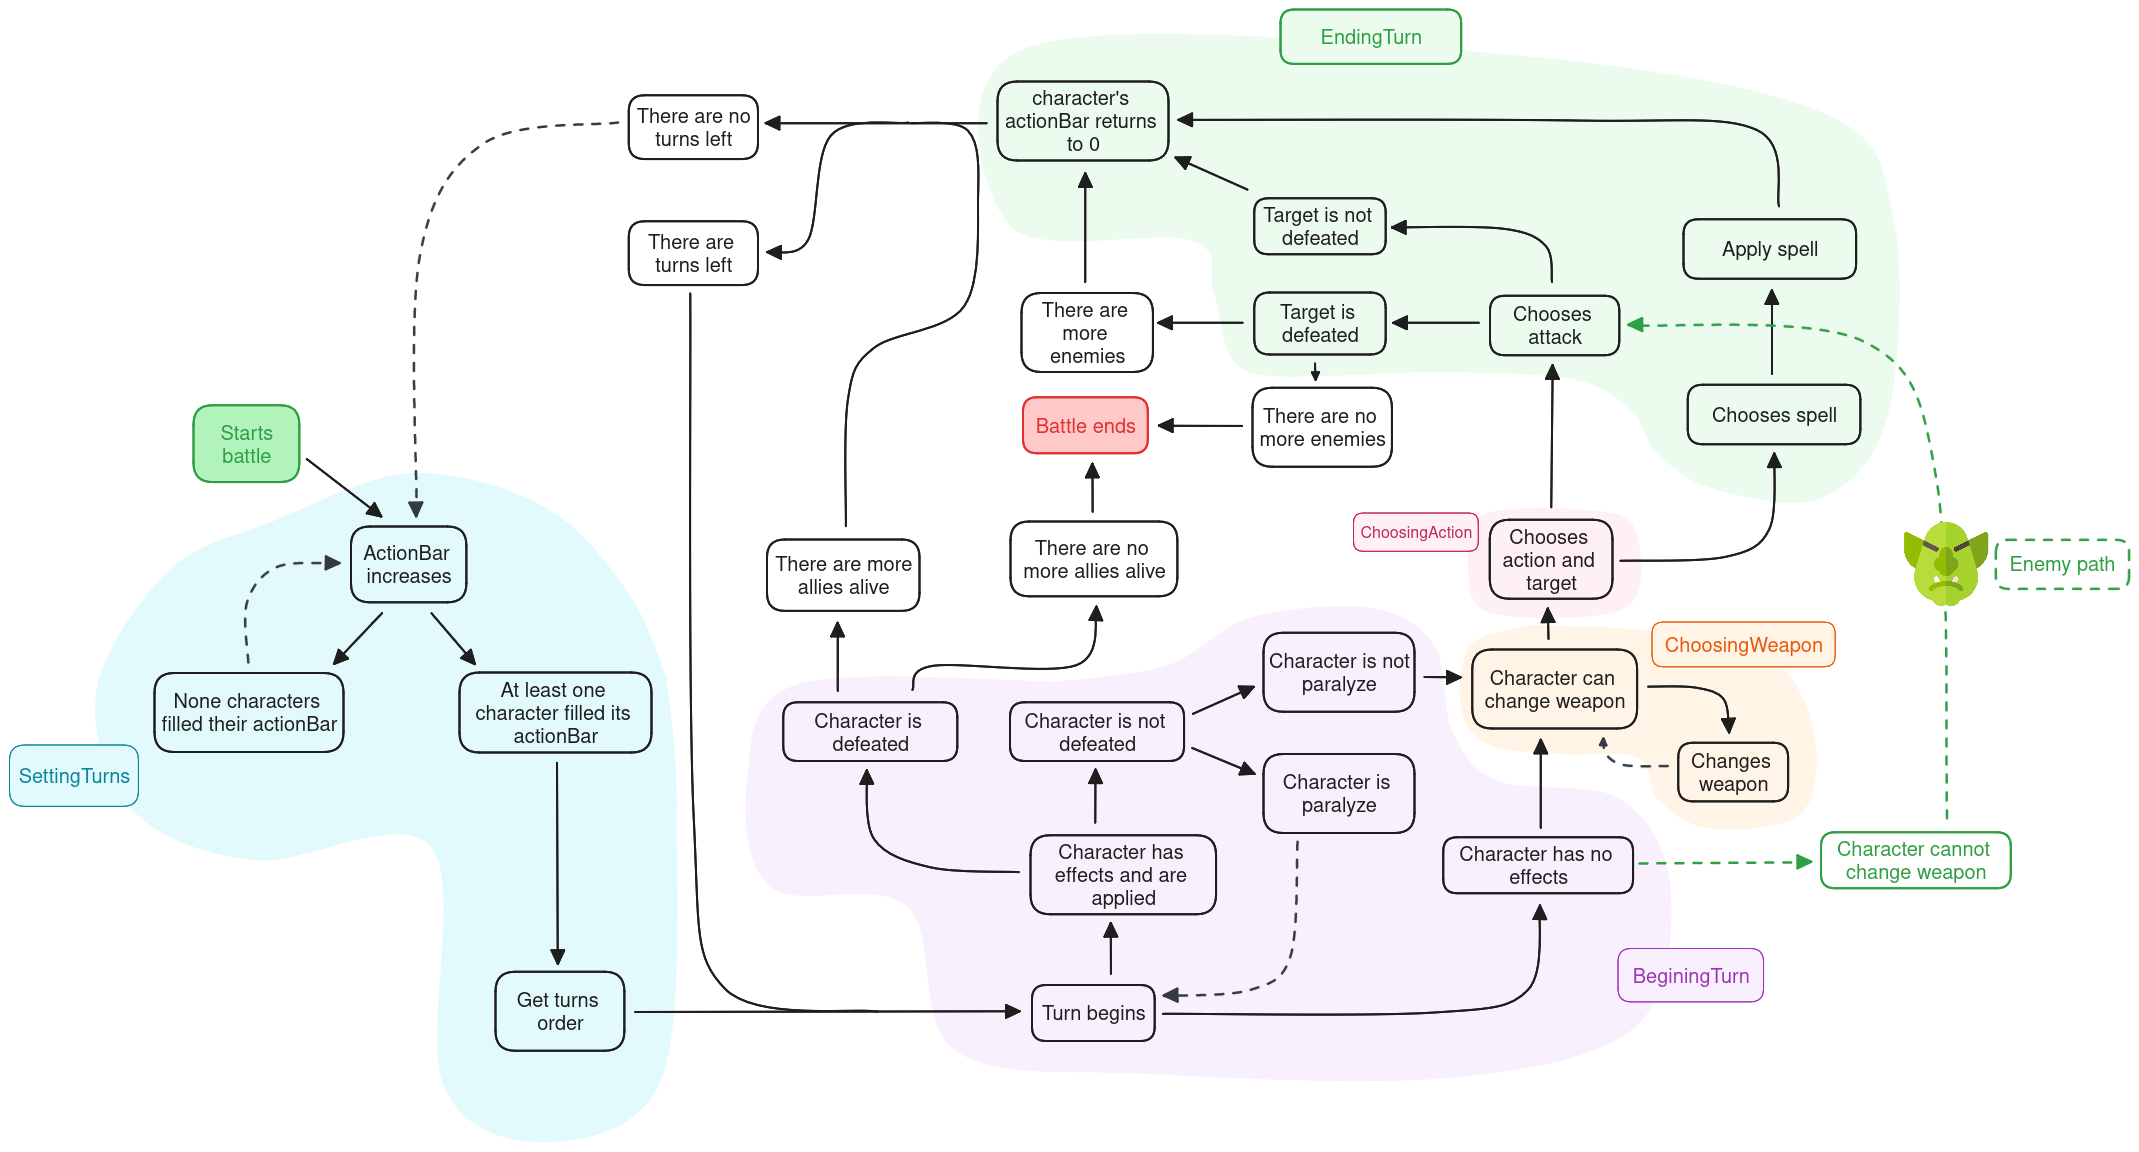 EndingTurn
character's
actionBar returns
to 0
There are no
turns left
Target is not
defeated
There are
turns left
Apply spell
There are
more
enemies
Target is
defeated
Chooses
attack
Battle ends
There are no
more enemies
Chooses spell
Starts
battle
ActionBar
increases
There are more
allies alive
There are no
more allies alive
ChoosingAction
Chooses
action and
target
Enemy path
None characters
filled their actionBar
At least one
character filled its
actionBar
SettingTurns
Character is
defeated
Character is not
defeated
Character is not
paralyze
Character can
change weapon
ChoosingWeapon
Character is
paralyze
Changes
weapon
Character has
effects and are
applied
Character has no
effects
Character cannot
change weapon
BeginingTurn
Get turns
order
Turn begins